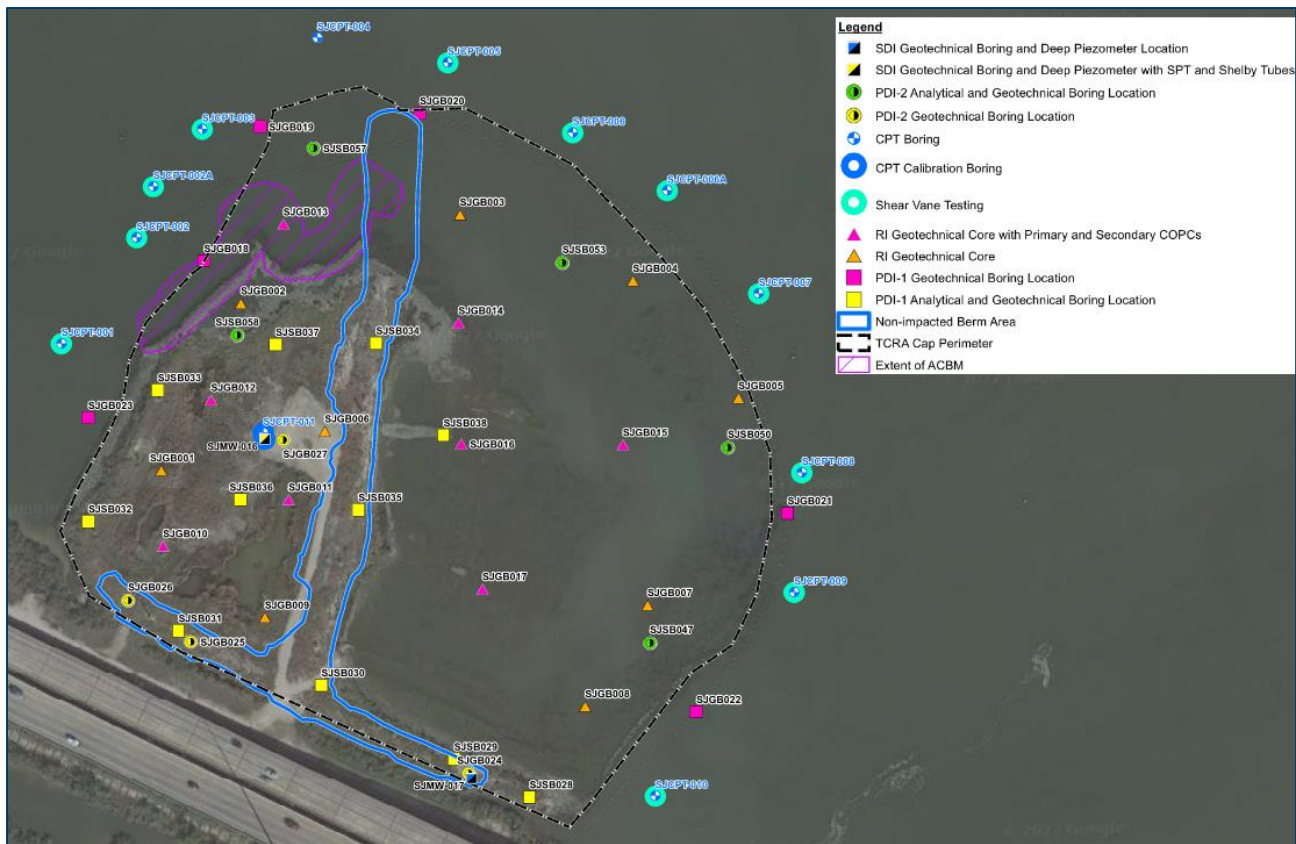 Legend
SDI Geotechnical Boring and Deep Piezometer Location
SDI Geotechnical Boring and Deep Piezometer with SPT and Shelby Tubes
PDI-2 Analytical and Geotechnical Boring Location
PDI-2 Geotechnical Boring Location
CPT Boring
CPT Calibration Boring
Shear Vane Testing
RI Geotechnical Core with Primary and Secondary COPCs
RI Geotechnical Core
PDI-1 Geotechnical Boring Location
PDI-1 Analytical and Geotechnical Boring Location
Non-impacted Berm Area
TCRA Cap Perimeter
Extent of ACBM
SJCPT-004
SJCPT-005
SJGB020
SJCPT-003
SJGB019
SJCPT-006
SJSB057
SJCPT-002A
SJCPT-006A
SJGB003
SJGB013
SJCPT-002
SJGB018
SJSB053
SJGB004
SJCPT-007
SJGB002
SJGB014
SJSB058
SJSB037
SJSB034
SJCPT-001
SJSB033
SJGB012
SJGB005
SJGB023
SJCPT-011
SJGB006
SJSB038
SJMW-016
SJGB027
SJGB016
SJGB015
SJSB050
SJGB001
SJCPT-008
SJSB036
SJGB011
SJSB035
SJGB021
SJSB032
SJGB010
SJGB026
SJGB017
SJCPT-009
SJGB007
SJGB009
SJSB031
SJGB025
SJSB047
SJSB030
SJGB008
SJGB022
SJSB029
SJGB024
SJMW-017
SJSB028
SJCPT-010
© 2022 Google